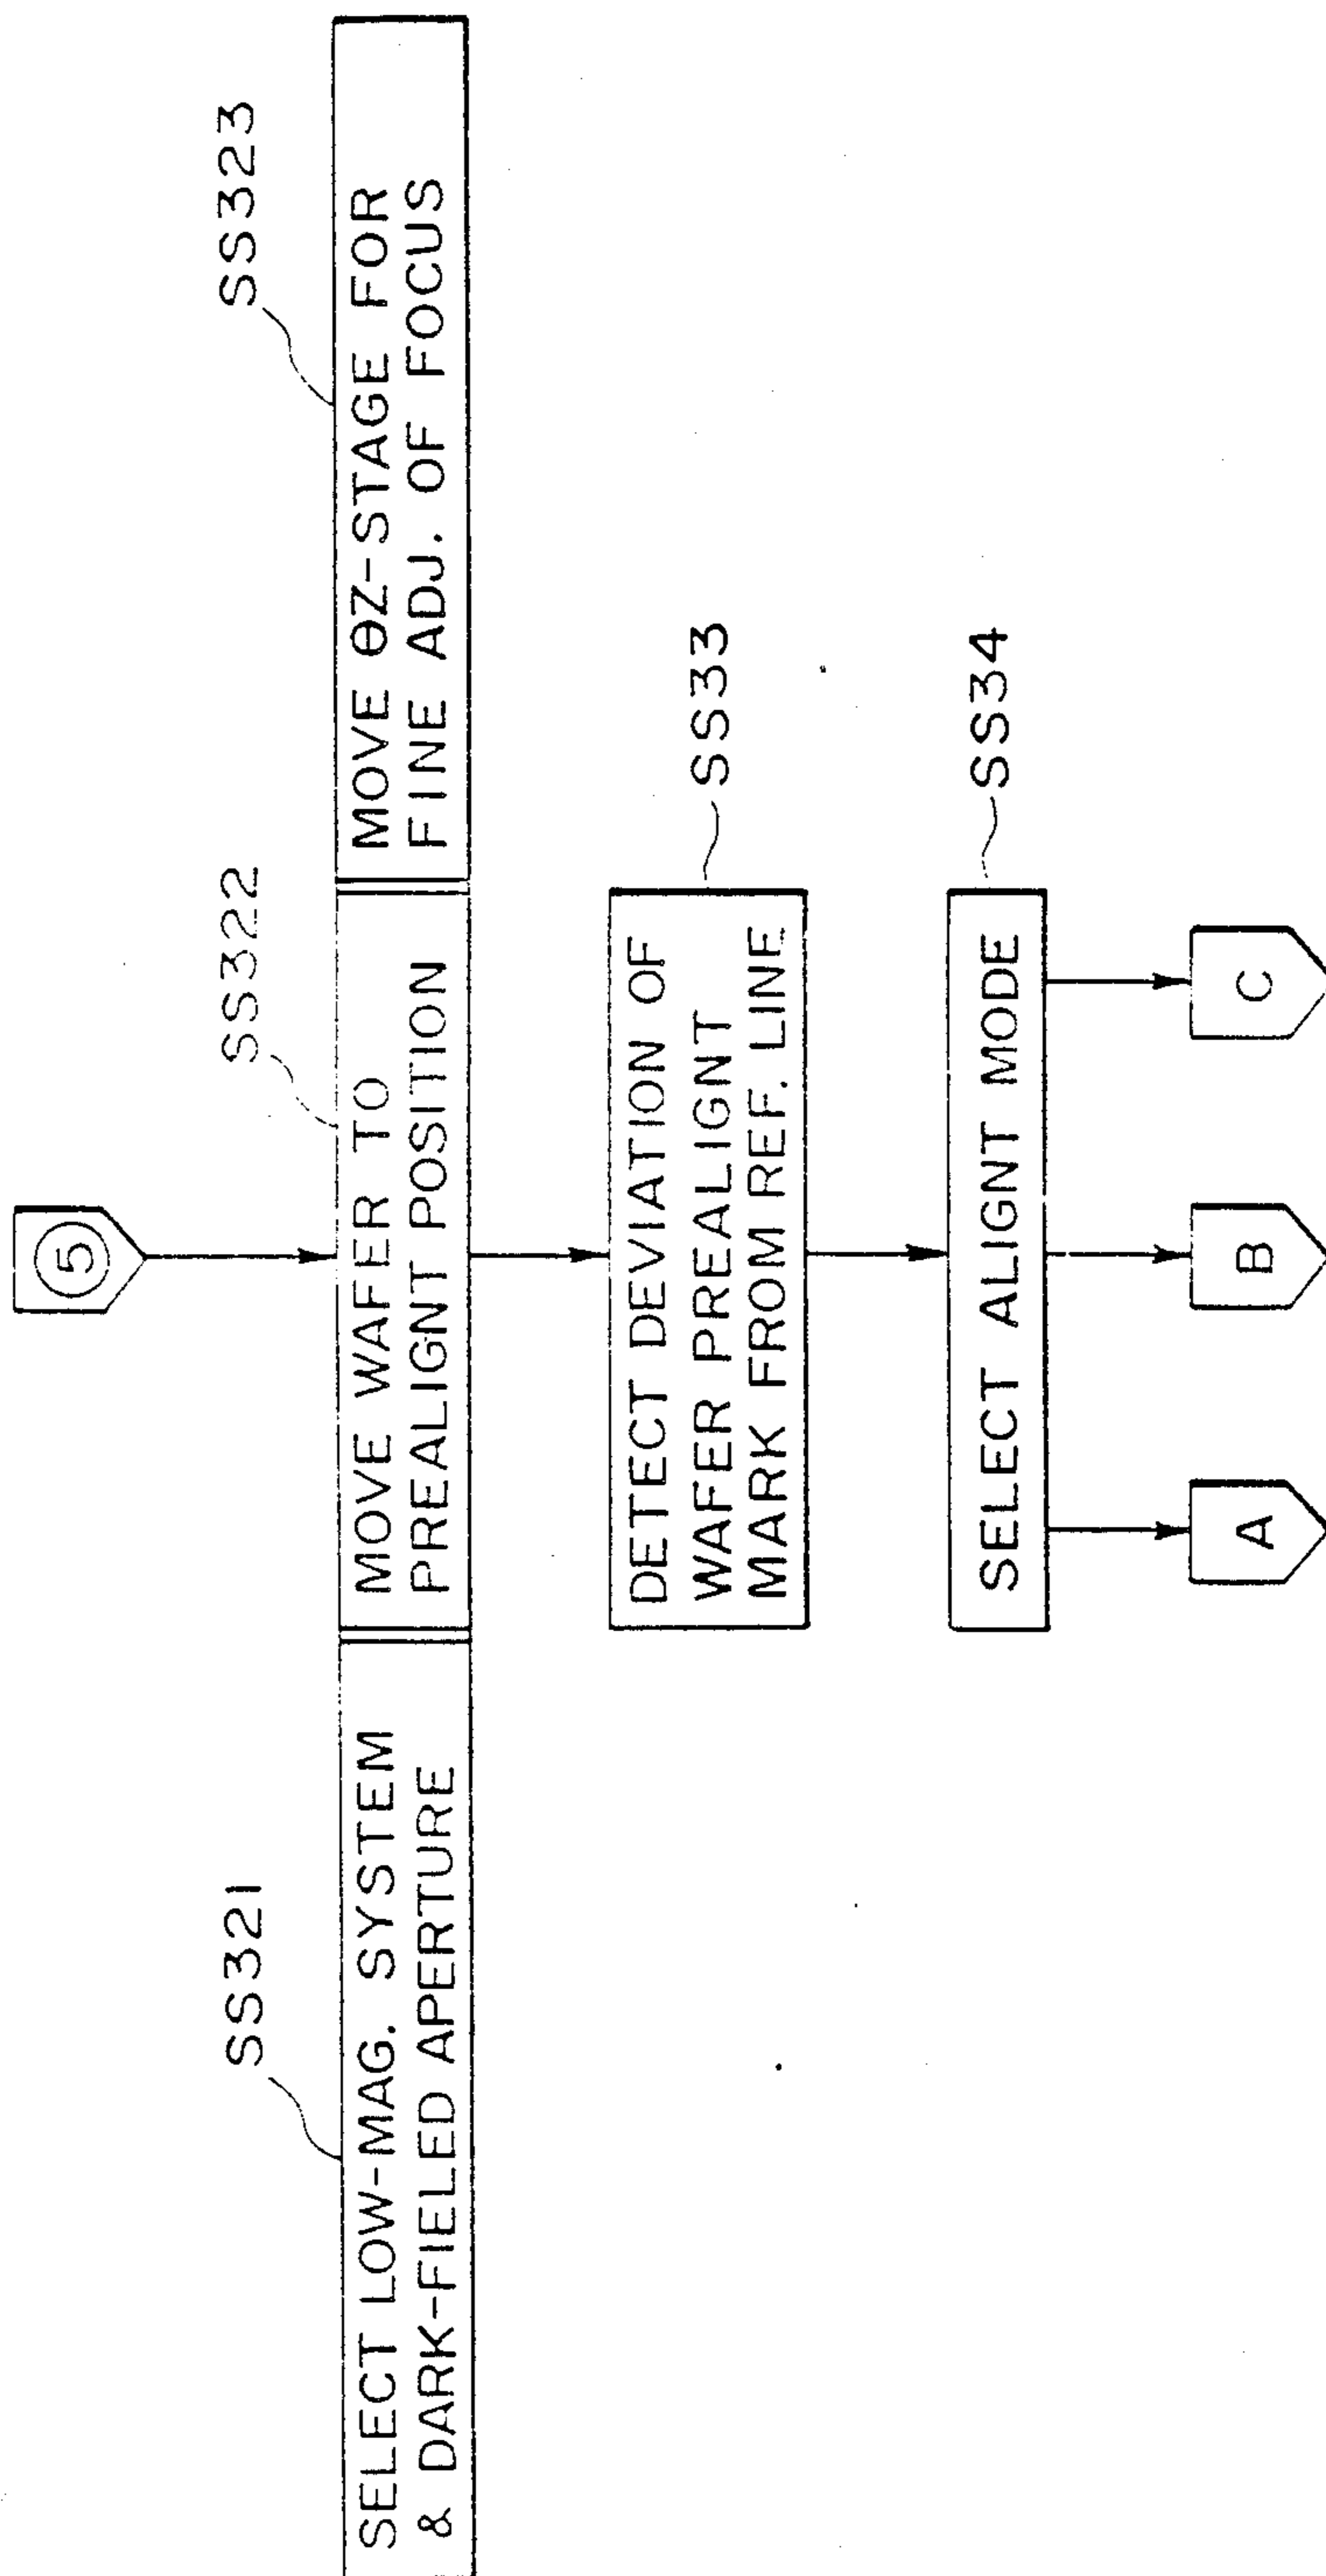 5
SS321
SELECT LOW-MAG. SYSTEM
& DARK-FIELED APERTURE
SS322
MOVE WAFER TO
PREALIGNT POSITION
SS323
MOVE θZ-STAGE FOR
FINE ADJ. OF FOCUS
SS33
DETECT DEVIATION OF
WAFER PREALIGNT
MARK FROM REF. LINE
SS34
SELECT ALIGNT MODE
A
B
C